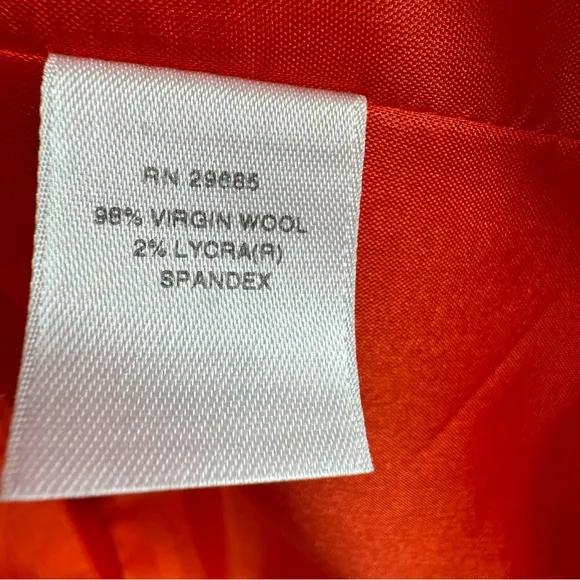 RN 29685
98% VIRGIN WOOL
2% LYCRA(R)
SPANDEX